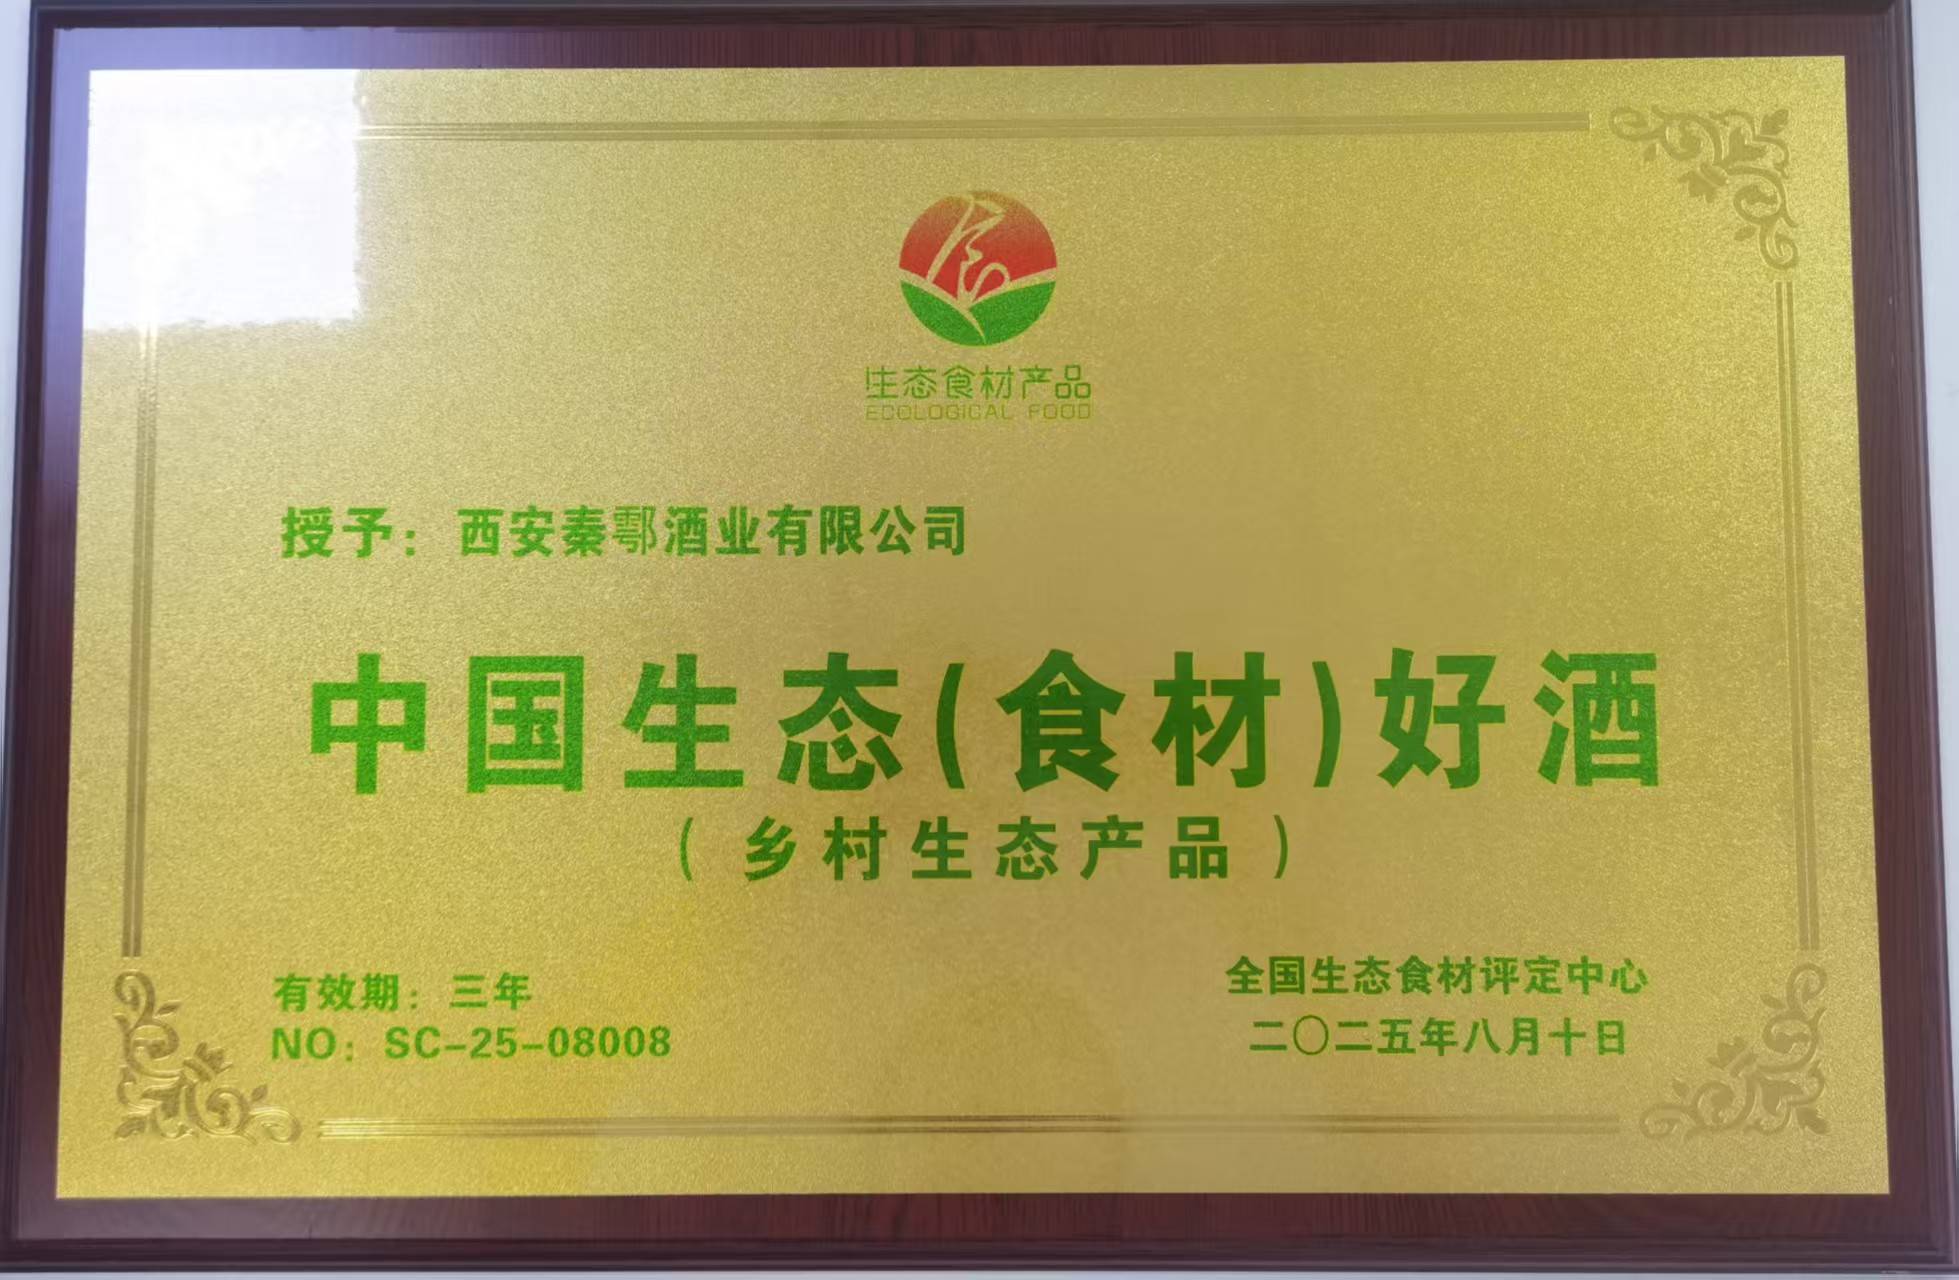 生态食材产品
ECOLOGICAL FOOD
授予：西安秦鄠酒业有限公司
中国生态(食材)好酒
(乡村生态产品)
有效期：三年
NO：SC-25-08008
全国生态食材评定中心
二〇二五年八月十日